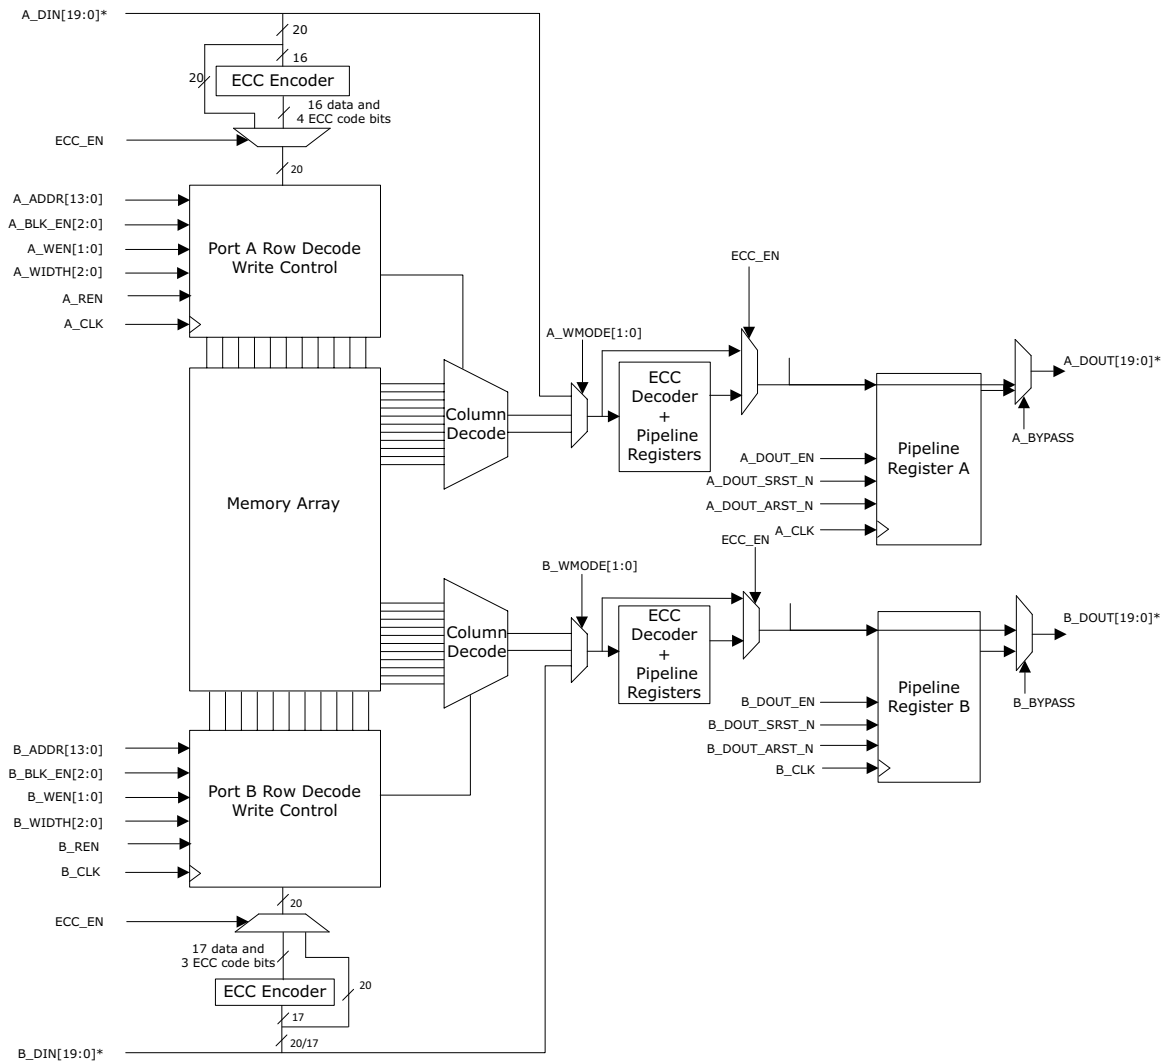 A_DIN[19:0]*
20
16
20
ECC Encoder
16 data and
4 ECC code bits
ECC_EN
20
A_ADDR[13:0]
A_BLK_EN[2:0]
A_WEN[1:0]
A_WIDTH[2:0]
A_REN
A_CLK
Port A Row Decode
Write Control
ECC_EN
A_WMODE[1:0]
Column
Decode
ECC
Decoder
+
Pipeline
Registers
A_DOUT[19:0]*
A_BYPASS
Pipeline
Register A
A_DOUT_EN
A_DOUT_SRST_N
A_DOUT_ARST_N
A_CLK
Memory Array
ECC_EN
B_WMODE[1:0]
Column
Decode
ECC
Decoder
+
Pipeline
Registers
B_DOUT[19:0]*
B_BYPASS
Pipeline
Register B
B_DOUT_EN
B_DOUT_SRST_N
B_DOUT_ARST_N
B_CLK
B_ADDR[13:0]
B_BLK_EN[2:0]
B_WEN[1:0]
B_WIDTH[2:0]
B_REN
B_CLK
Port B Row Decode
Write Control
20
ECC_EN
17 data and
3 ECC code bits
ECC Encoder
20
17
20/17
B_DIN[19:0]*